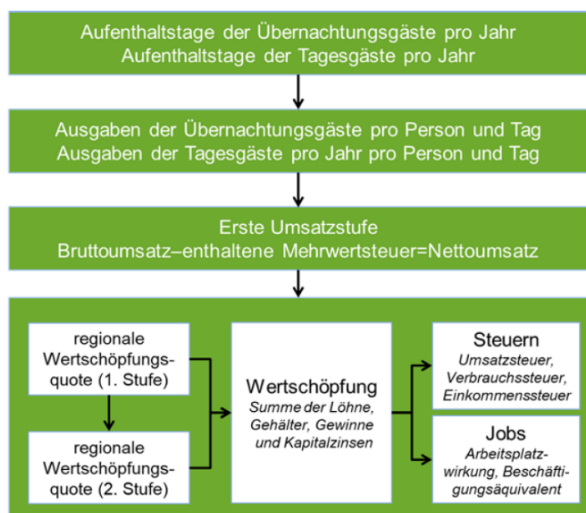 Aufenthaltstage der Übernachtungsgäste pro Jahr
Aufenthaltstage der Tagesgäste pro Jahr
Ausgaben der Übernachtungsgäste pro Person und Tag
Ausgaben der Tagesgäste pro Jahr pro Person und Tag
Erste Umsatzstufe
Bruttoumsatz–enthaltene Mehrwertsteuer=Nettoumsatz
regionale
Wertschöpfungs-
quote (1. Stufe)
regionale
Wertschöpfungs-
quote (2. Stufe)
Wertschöpfung
Summe der Löhne,
Gehälter, Gewinne
und Kapitalzinsen
Steuern
Umsatzsteuer,
Verbrauchssteuer,
Einkommenssteuer
Jobs
Arbeitsplatz-
wirkung, Beschäfti-
gungsäquivalent